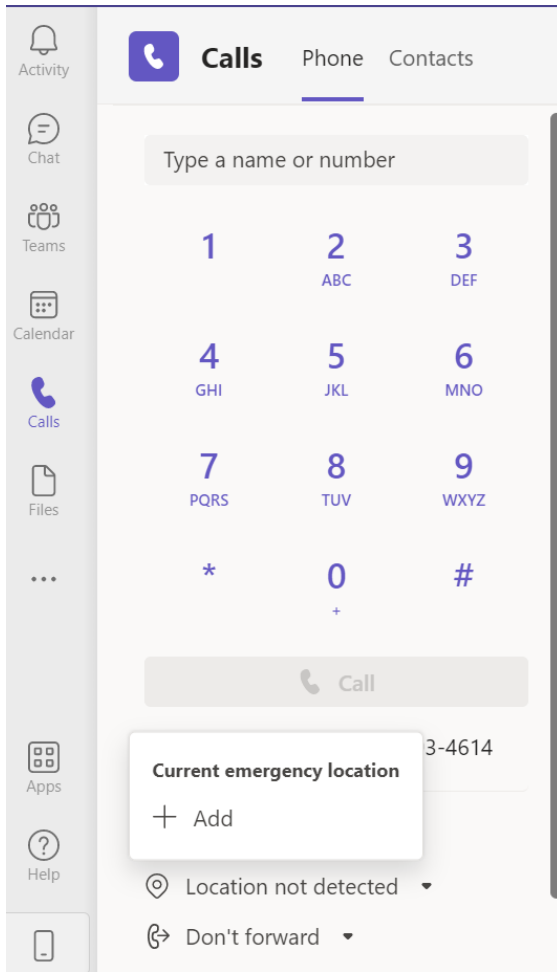 Activity
Chat
Teams
Calendar
Calls
Files
Apps
Help
Calls Phone Contacts
Type a name or number
1 2 3
ABC DEF
4 5 6
GHI JKL MNO
7 8 9
PQRS TUV WXYZ
* 0 #
+
Call
3-4614
Current emergency location
+ Add
Location not detected
Don't forward